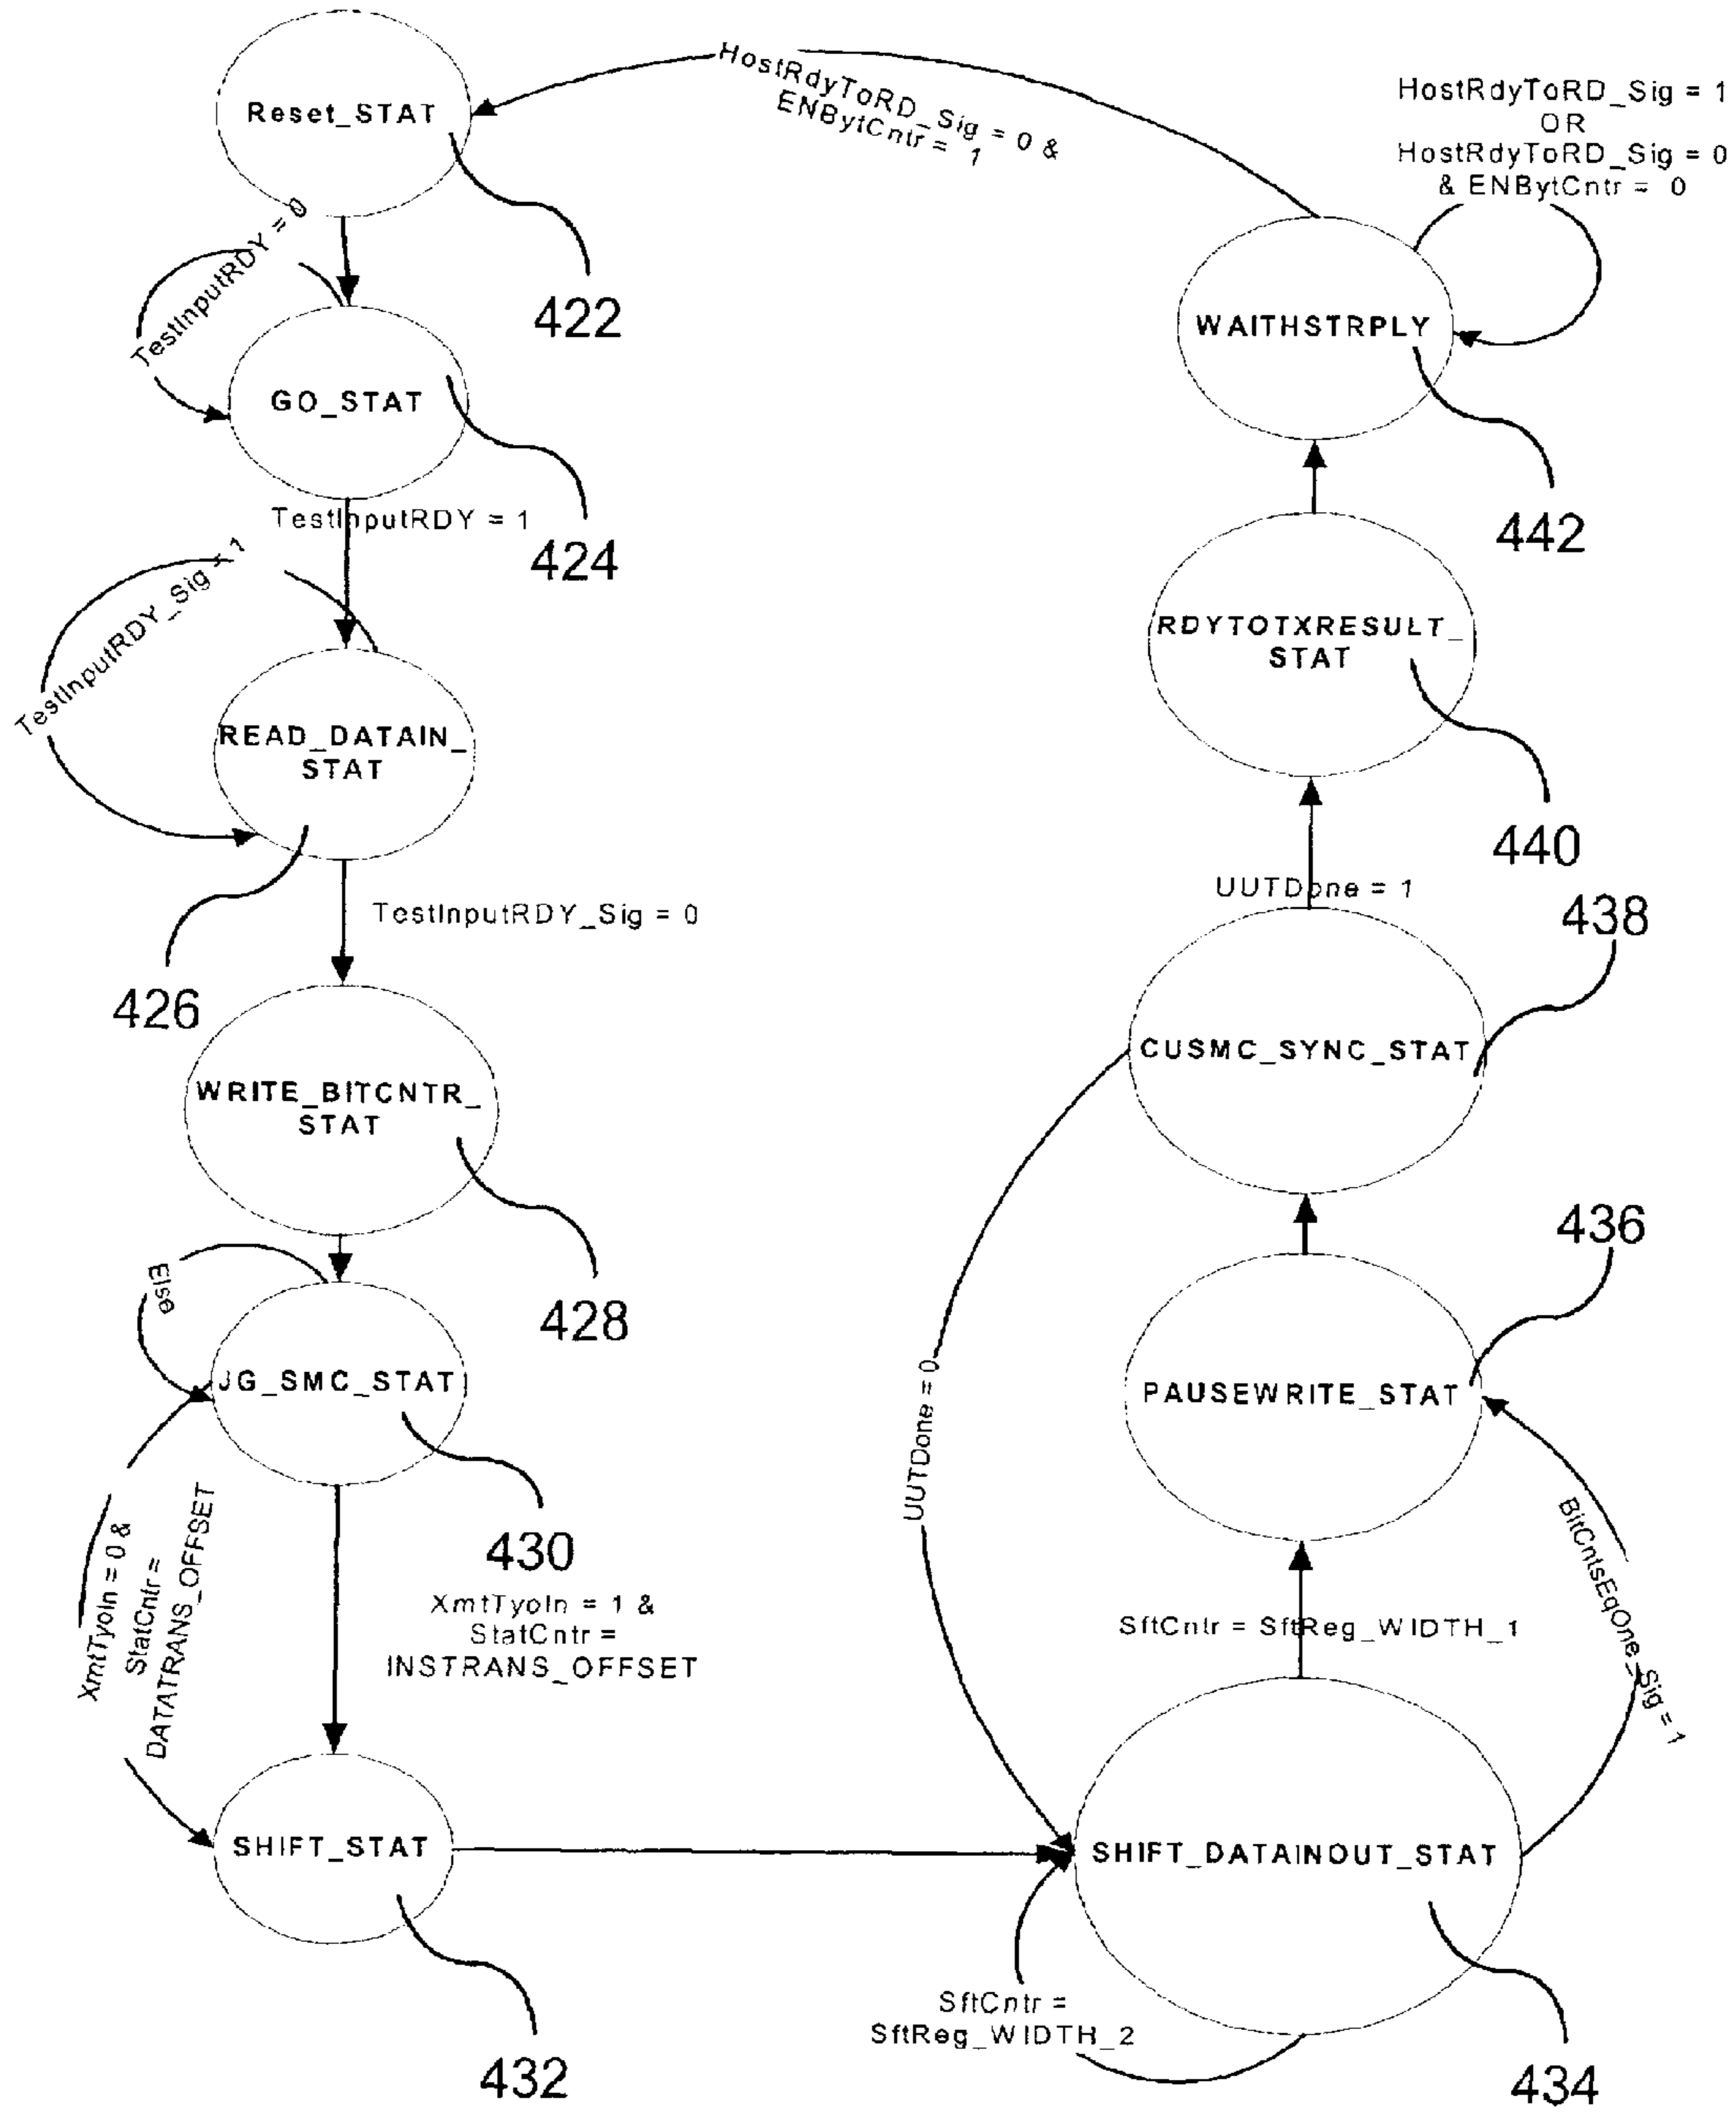 Reset_STAT
422
TestInputRDY = 0
GO_STAT
424
TestInputRDY = 1
TestInputRDY_Sig = 1
READ_DATAIN_
STAT
426
TestInputRDY_Sig = 0
WRITE_BITCNTR_
STAT
428
Else
JG_SMC_STAT
430
XmtTyoIn = 1 &
StatCntr =
INSTRANS_OFFSET
XmtTyoIn = 0 &
StatCntr =
DATATRANS_OFFSET
SHIFT_STAT
432
HostRdyToRD_Sig = 0 &
ENBytCntr = 1
HostRdyToRD_Sig = 1
OR
HostRdyToRD_Sig = 0
& ENBytCntr = 0
WAITHSTRPLY
442
RDYTOTXRESULT_
STAT
440
UUTDone = 1
438
CUSMC_SYNC_STAT
436
UUTDone = 0
PAUSEWRITE_STAT
BitCntsEqOne_Sig = 1
SftCntr = SftReg_WIDTH_1
SHIFT_DATAINOUT_STAT
SftCntr =
SftReg_WIDTH_2
434